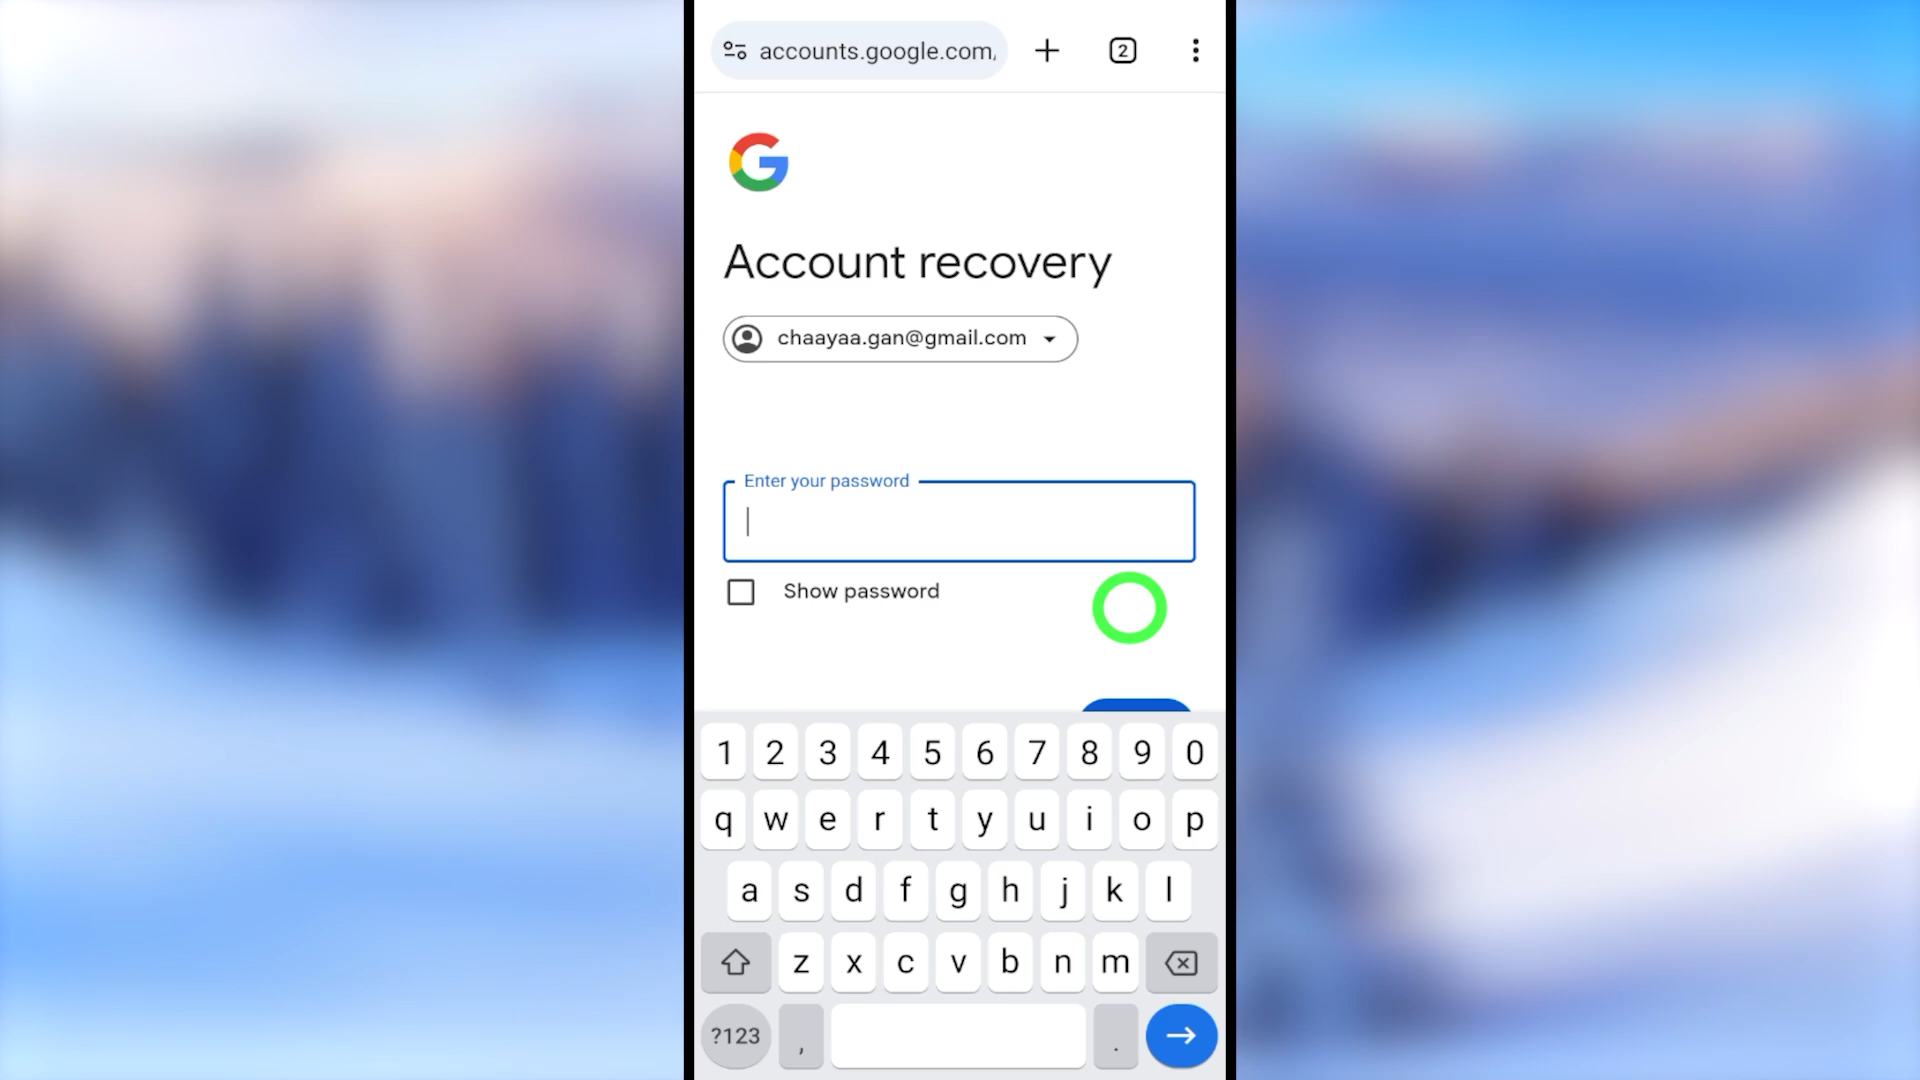 accounts.google.com/
2
Account recovery
chaayaa.gan@gmail.com
Enter your password
Show password
1 2 3 4 5 6 7 8 9 0
q w e r t y u i o p
a s d f g h j k l
z x c v b n m
?123 , .